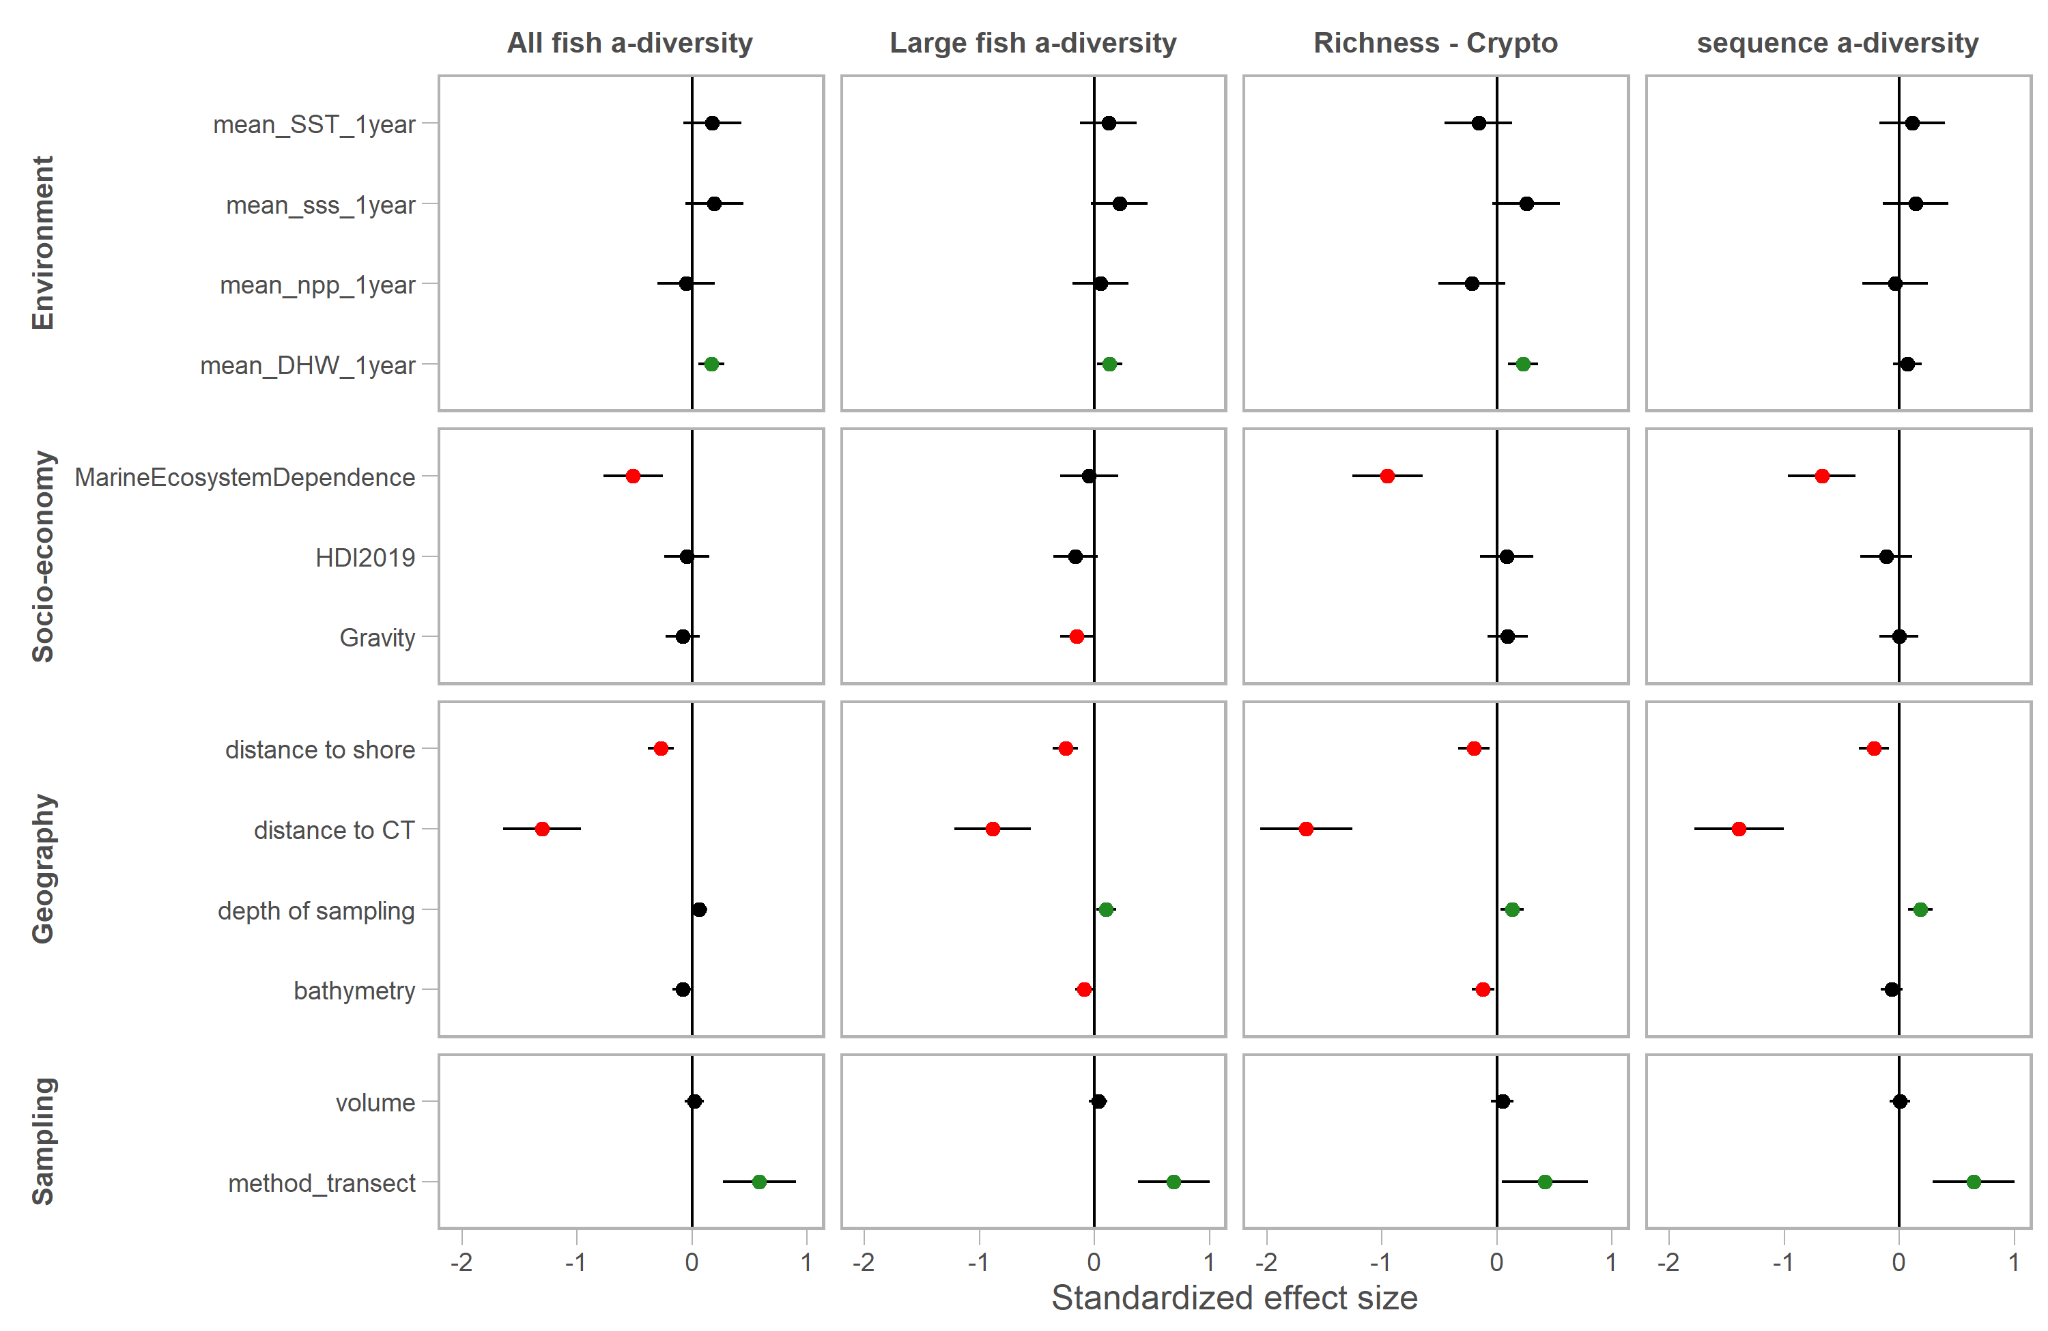 All fish a-diversity
Large fish a-diversity
Richness - Crypto
sequence a-diversity
Environment
mean_SST_1year
mean_sss_1year
mean_npp_1year
mean_DHW_1year
Socio-economy
MarineEcosystemDependence
HDI2019
Gravity
Geography
distance to shore
distance to CT
depth of sampling
bathymetry
Sampling
volume
method_transect
-2 -1 0 1
-2 -1 0 1
-2 -1 0 1
-2 -1 0 1
Standardized effect size